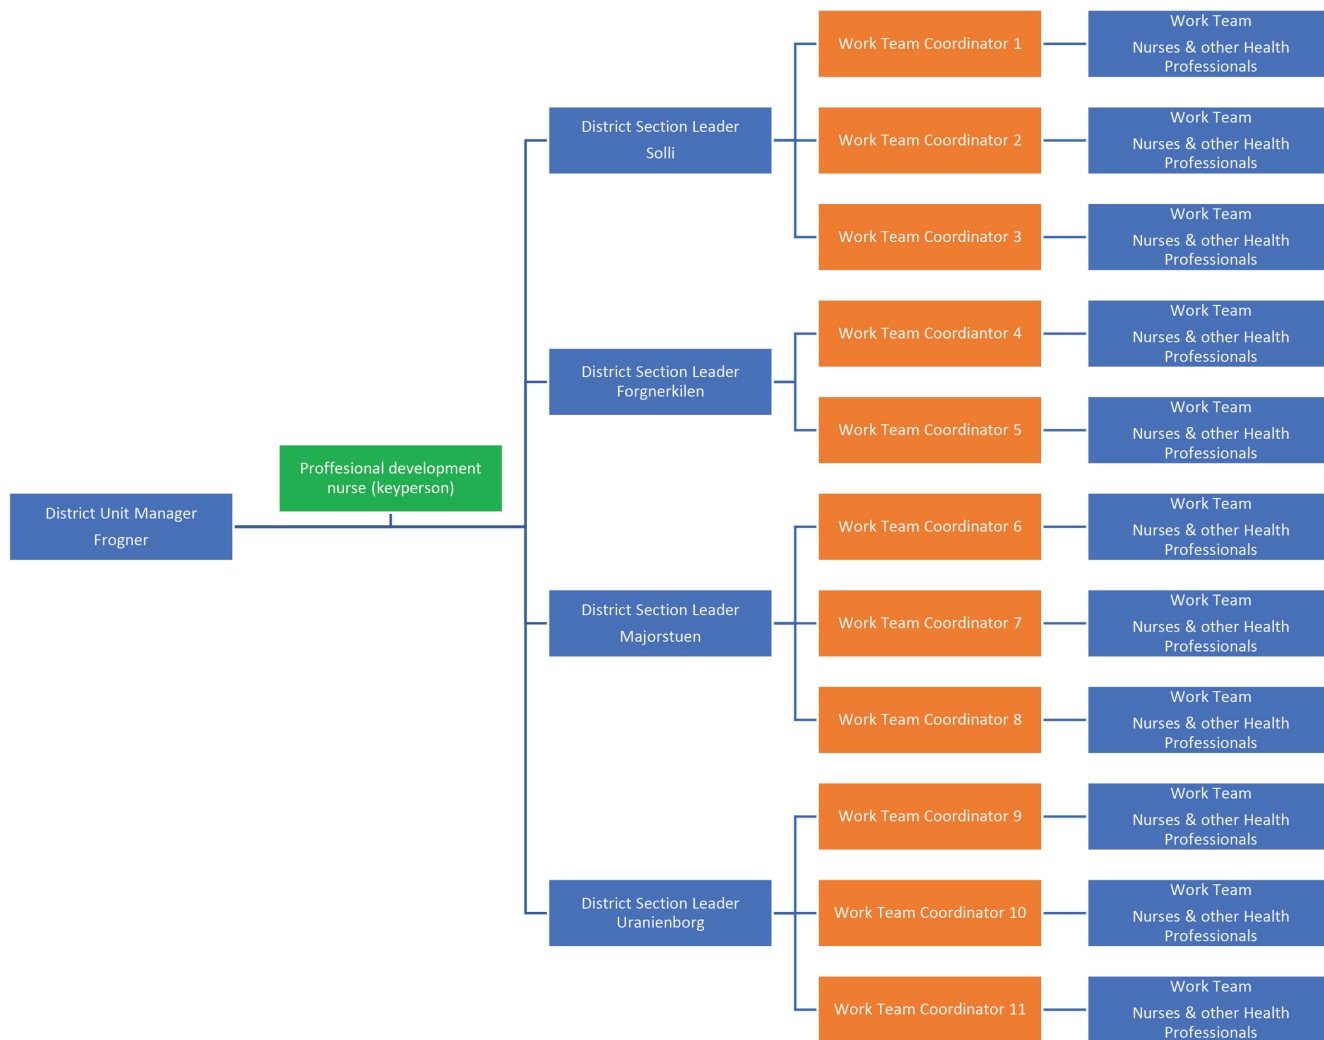 District Unit Manager
Frogner
Proffesional development
nurse (keyperson)
District Section Leader
Solli
Work Team Coordinator 1
Work Team
Nurses & other Health
Professionals
Work Team Coordinator 2
Work Team
Nurses & other Health
Professionals
Work Team Coordinator 3
Work Team
Nurses & other Health
Professionals
District Section Leader
Forgnerkilen
Work Team Coordiantor 4
Work Team
Nurses & other Health
Professionals
Work Team Coordinator 5
Work Team
Nurses & other Health
Professionals
District Section Leader
Majorstuen
Work Team Coordinator 6
Work Team
Nurses & other Health
Professionals
Work Team Coordinator 7
Work Team
Nurses & other Health
Professionals
Work Team Coordinator 8
Work Team
Nurses & other Health
Professionals
District Section Leader
Uranienborg
Work Team Coordinator 9
Work Team
Nurses & other Health
Professionals
Work Team Coordinator 10
Work Team
Nurses & other Health
Professionals
Work Team Coordinator 11
Work Team
Nurses & other Health
Professionals